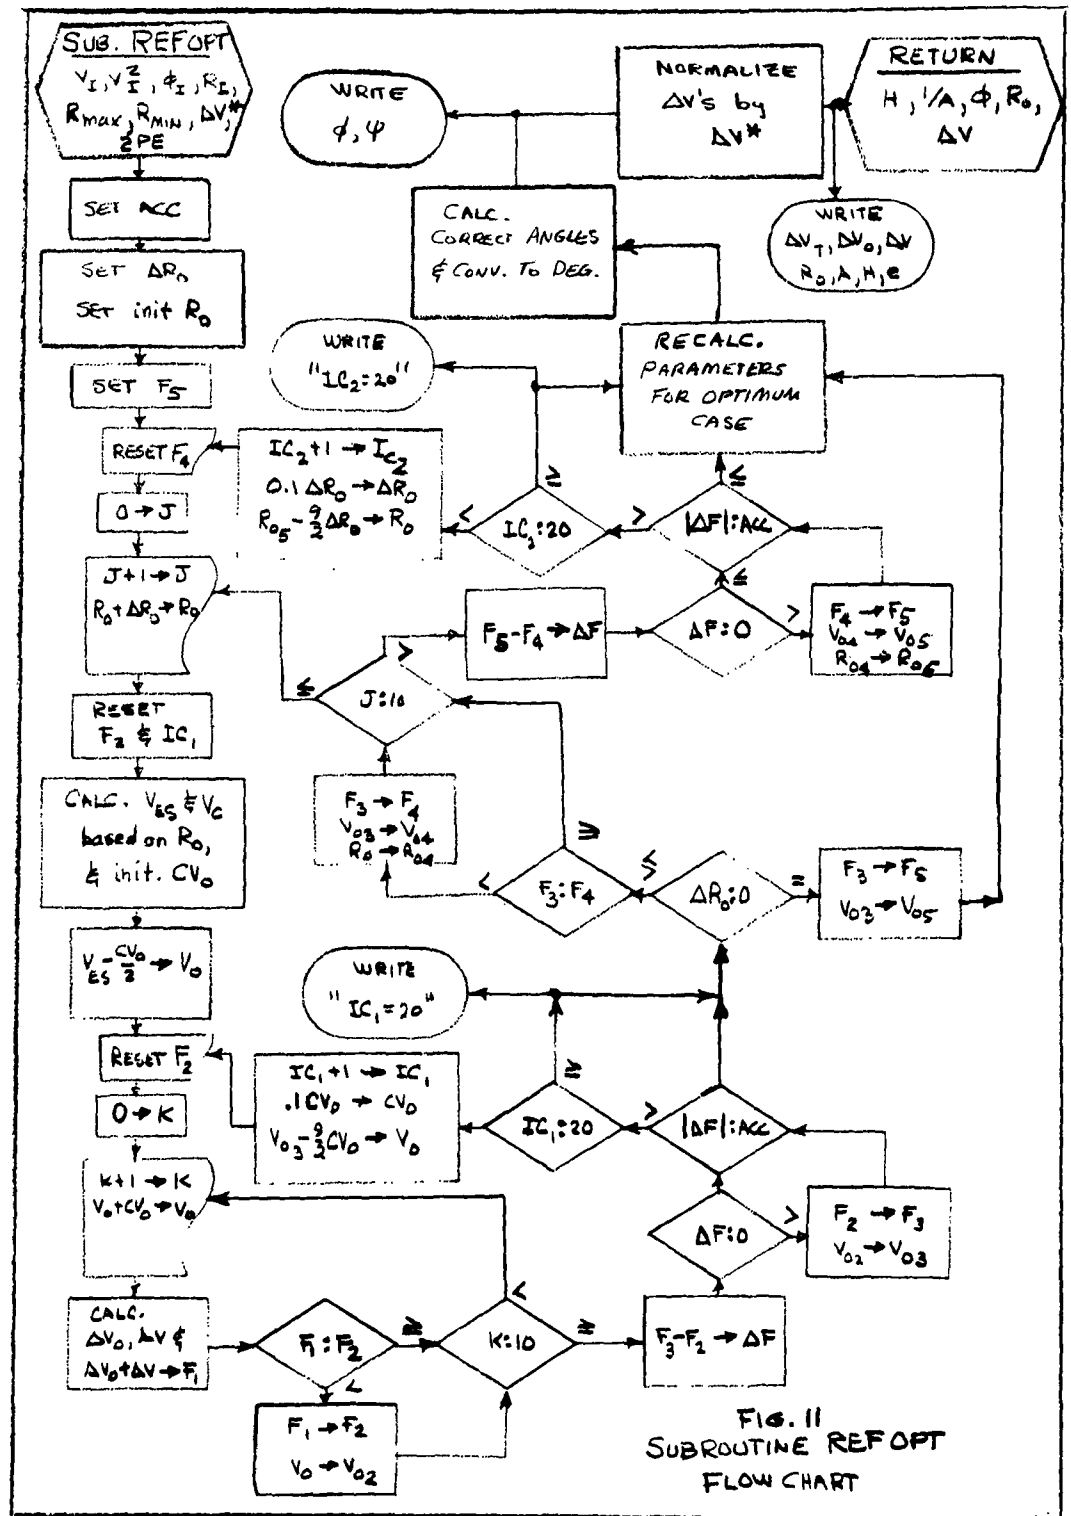 SUB. REFOPT
V_I, V_I^2, ϕ_I, R_I,
R_max, R_MIN, ΔV,*
2PE
SET ACC
SET ΔR_0
SET init R_0
SET F_5
RESET F_4
0 → J
J+1 → J
R_0+ΔR_0 → R_0
RESET
F_2 & IC_1
CALC. V_ES & V_C
based on R_0,
& init. CV_0
V_ES - CV_0/2 → V_0
RESET F_2
0 → K
K+1 → K
V_0+CV_0 → V_0
CALC.
ΔV_0, ΔV &
ΔV_0+ΔV → F_1
F_1 : F_2
≥
<
F_1 → F_2
V_0 → V_02
K:10
<
≥
F_3-F_2 → ΔF
ΔF:0
>
F_2 → F_3
V_02 → V_03
|ΔF|:ACC
>
IC_1:20
≥
IC_1+1 → IC_1
.1CV_0 → CV_0
V_03 - 9/2 CV_0 → V_0
WRITE
"IC_1=20"
ΔR_0:0
≤
>
=
F_3 → F_5
V_03 → V_05
F_3:F_4
<
≥
F_3 → F_4
V_03 → V_04
R_0 → R_04
J:10
≤
>
F_5-F_4 → ΔF
ΔF:0
≤
>
F_4 → F_5
V_04 → V_05
R_04 → R_05
|ΔF|:ACC
≤
>
IC_2:20
≥
<
IC_2+1 → IC_2
0.1ΔR_0 → ΔR_0
R_05 - 9/2 ΔR_0 → R_0
WRITE
"IC_2=20"
RECALC.
PARAMETERS
FOR OPTIMUM
CASE
CALC.
CORRECT ANGLES
& CONV. TO DEG.
WRITE
ϕ, ψ
NORMALIZE
ΔV's by
ΔV*
WRITE
ΔV_T, ΔV_0, ΔV
R_0, A, H, e
RETURN
H, 1/A, ϕ, R_0,
ΔV
FIG. 11
SUBROUTINE REFOPT
FLOW CHART